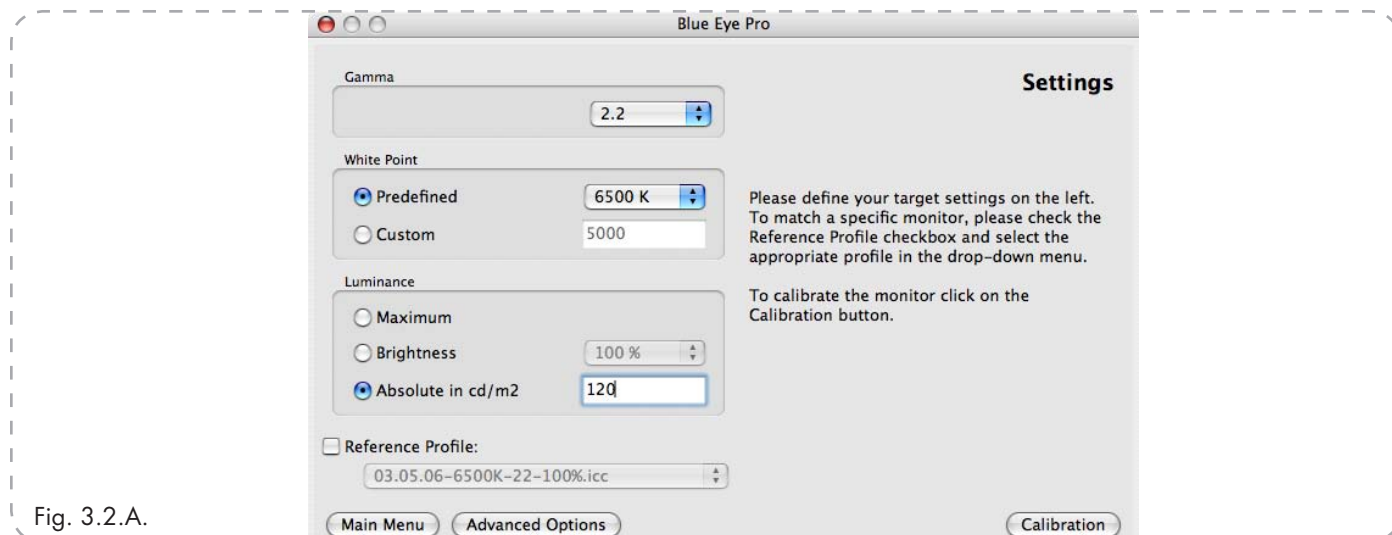 Blue Eye Pro
Settings
Gamma
2.2
White Point
Predefined
6500 K
Custom
5000
Luminance
Maximum
Brightness
100 %
Absolute in cd/m2
120
Please define your target settings on the left.
To match a specific monitor, please check the
Reference Profile checkbox and select the
appropriate profile in the drop-down menu.
To calibrate the monitor click on the
Calibration button.
Reference Profile:
03.05.06-6500K-22-100%.icc
Main Menu
Advanced Options
Calibration
Fig. 3.2.A.